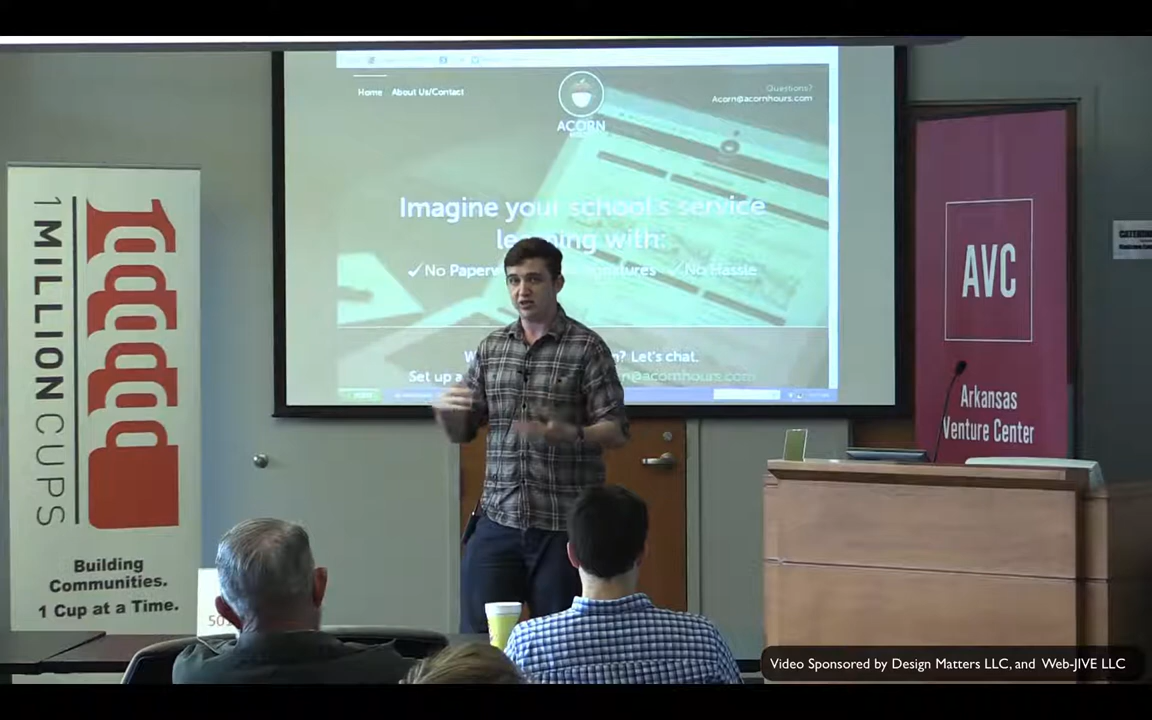 Home About Us/Contact
ACORN
Questions?
Acorn@acornhours.com
Imagine your school's service
learning with:
✓No No Hassle
Let's chat.
Set up a @acornhours.com
1 MILLION CUPS
Building
Communities.
1 Cup at a Time.
AVC
Arkansas
Venture Center
Video Sponsored by Design Matters LLC, and Web-JIVE LLC